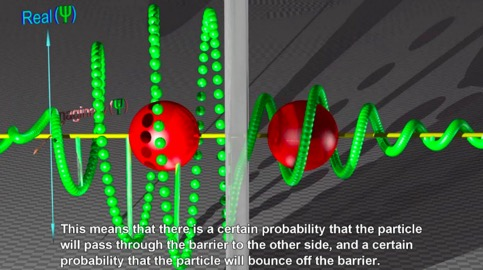 Real(Ψ)
Ψ
This means that there is a certain probability that the particle
will pass through the barrier to the other side, and a certain
probability that the particle will bounce off the barrier.